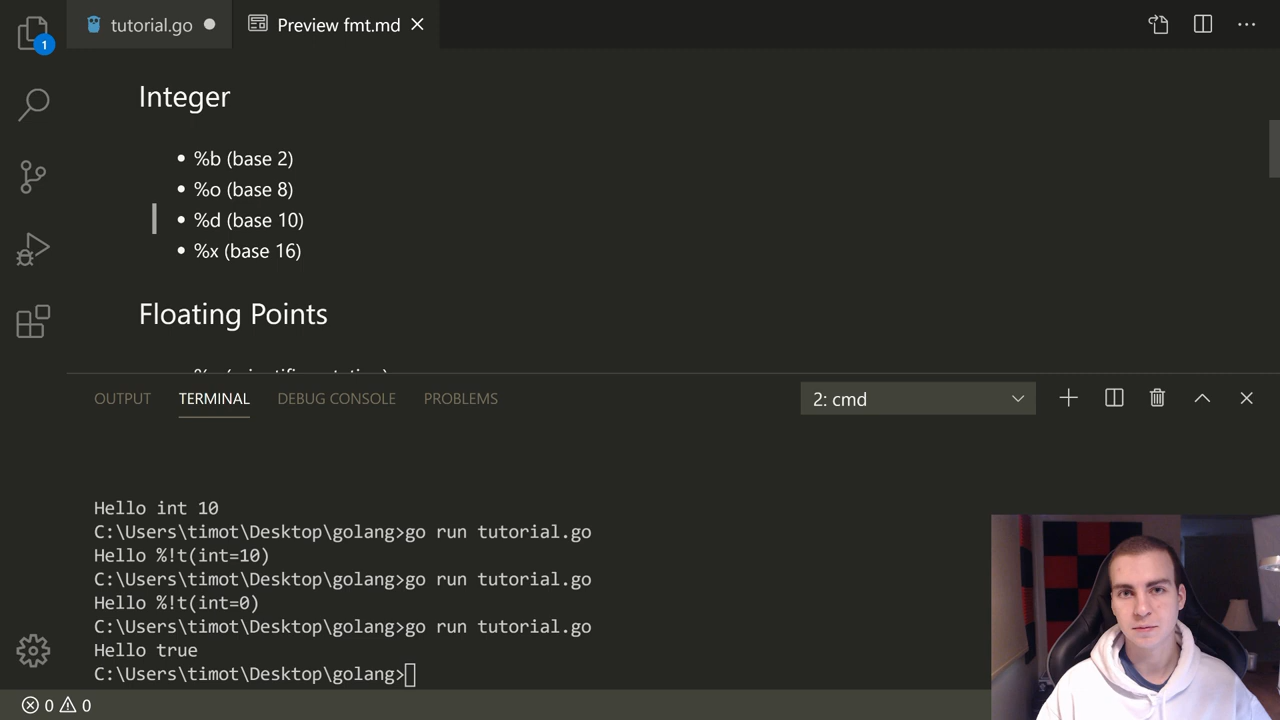 tutorial.go
Preview fmt.md
1
Integer
• %b (base 2)
• %o (base 8)
• %d (base 10)
• %x (base 16)
Floating Points
OUTPUT TERMINAL DEBUG CONSOLE PROBLEMS
2: cmd
Hello int 10
C:\Users\timot\Desktop\golang>go run tutorial.go
Hello %!t(int=10)
C:\Users\timot\Desktop\golang>go run tutorial.go
Hello %!t(int=0)
C:\Users\timot\Desktop\golang>go run tutorial.go
Hello true
C:\Users\timot\Desktop\golang>
0 0